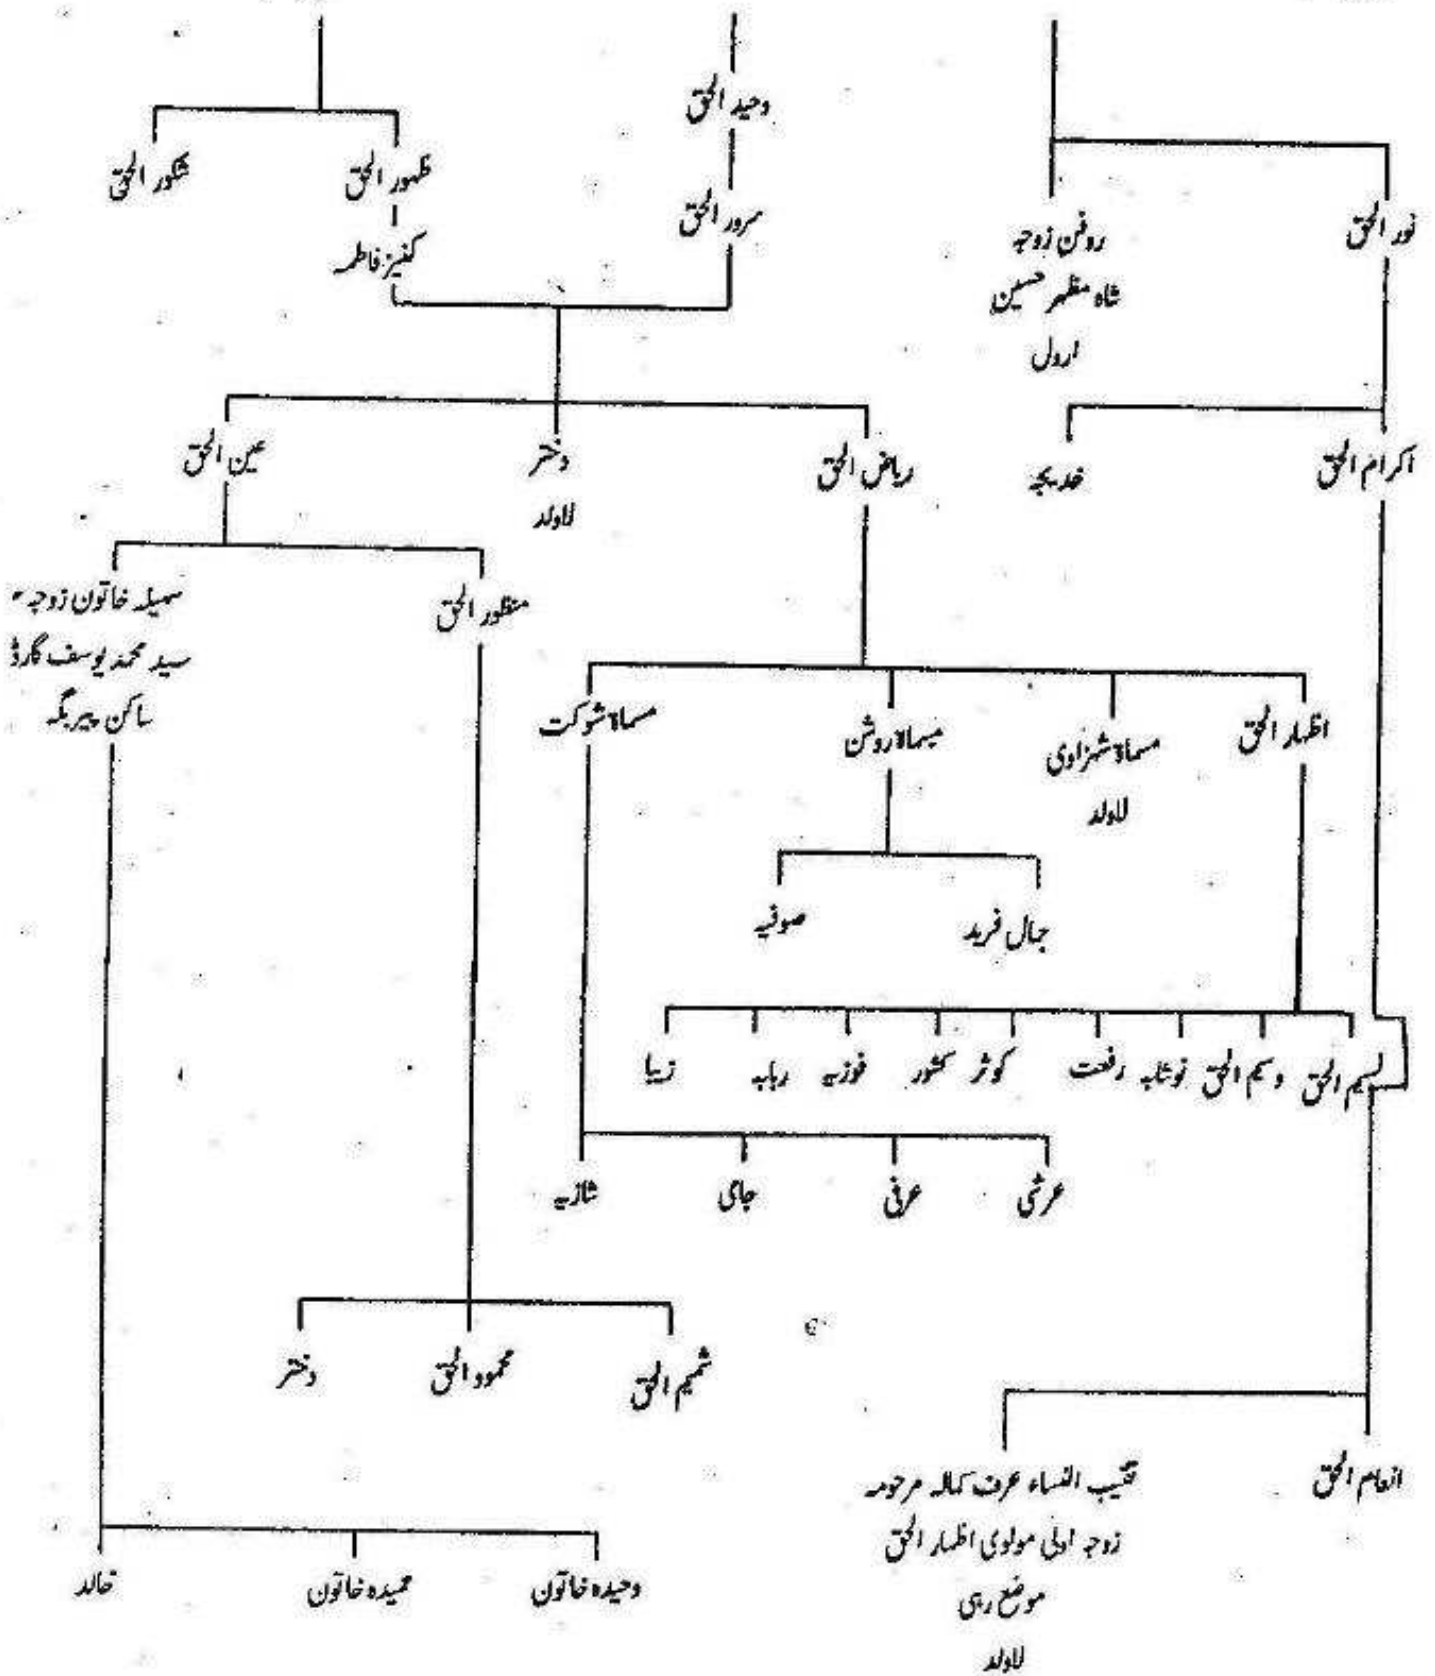 وحید الحق
ظہور الحق
شکور الحق
نور الحق
سرور الحق
روفن زوجہ
شاہ مظہر حسین
ارول
کنیز فاطمہ
اکرام الحق
خدیجہ
ریاض الحق
دختر
لاولد
عین الحق
منظور الحق
سہیلہ خاتون زوجہ
سید محمد یوسف گارڈ
ساکن پیر بگہ
اظہار الحق
مسماۃ شہزادی
لاولد
مسماۃ روشن
مسماۃ شوکت
جمال فرید
صوفیہ
نسیم الحق
وسیم الحق
نوشابہ
رفعت
کوثر
کشور
فوزیہ
ربابہ
زیبا
عرشی
عرفی
جامی
شازیہ
شمیم الحق
محمود الحق
دختر
انعام الحق
النساء عرف کمالہ مرحومہ
زوجہ اولی مولوی اظہار الحق
موضع رہی
لاولد
وحیدہ خاتون
حمیدہ خاتون
خالد